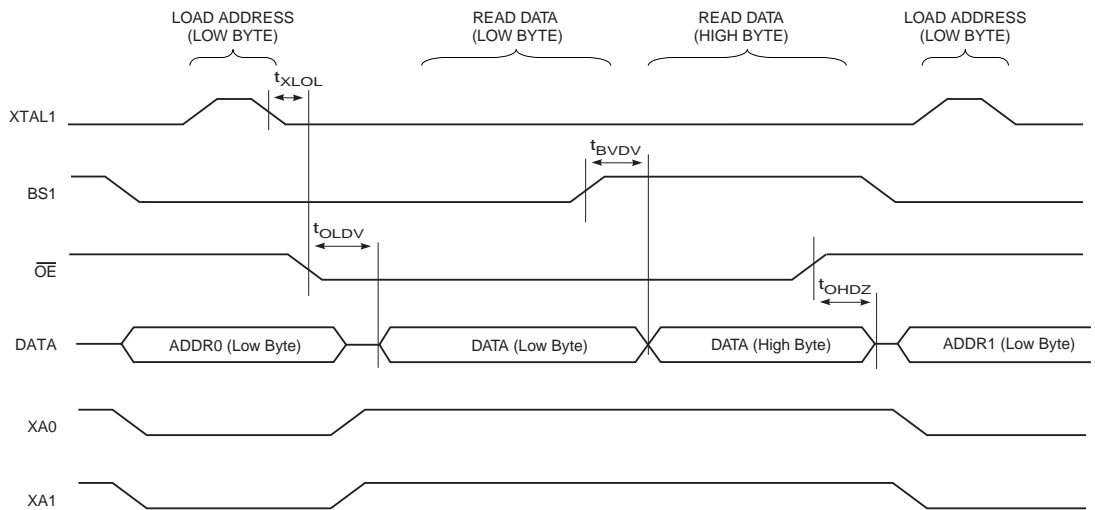 LOAD ADDRESS
(LOW BYTE)
READ DATA
(LOW BYTE)
READ DATA
(HIGH BYTE)
LOAD ADDRESS
(LOW BYTE)
tXLOL
XTAL1
tBVDV
BS1
tOLDV
OE
tOHDZ
DATA
ADDR0 (Low Byte)
DATA (Low Byte)
DATA (High Byte)
ADDR1 (Low Byte)
XA0
XA1